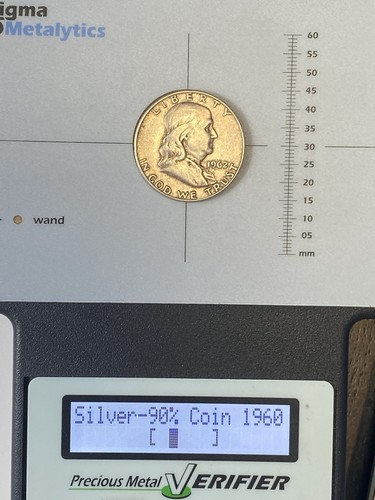 igma
Metalytics
LIBERTY
1962
IN GOD WE TRUST
60
55
50
45
40
35
30
25
20
15
10
05
mm
wand
Silver-90% Coin 1960
[ ]
Precious Metal VERIFIER